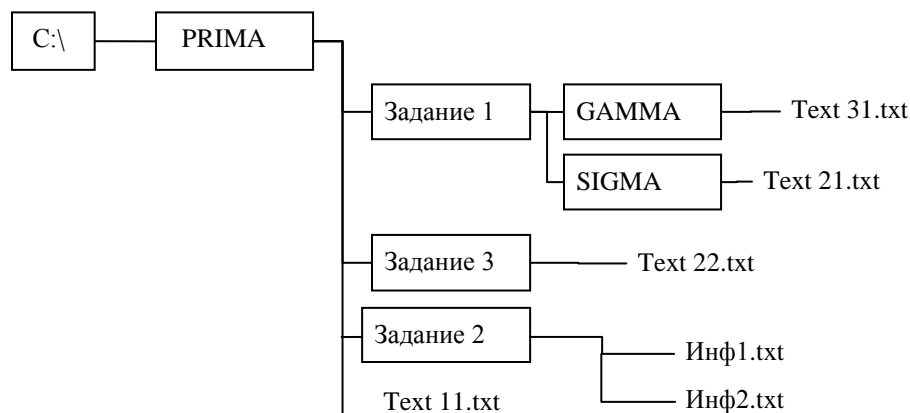 C:\
PRIMA
Задание 1
GAMMA
Text 31.txt
SIGMA
Text 21.txt
Задание 3
Text 22.txt
Задание 2
Инф1.txt
Text 11.txt
Инф2.txt